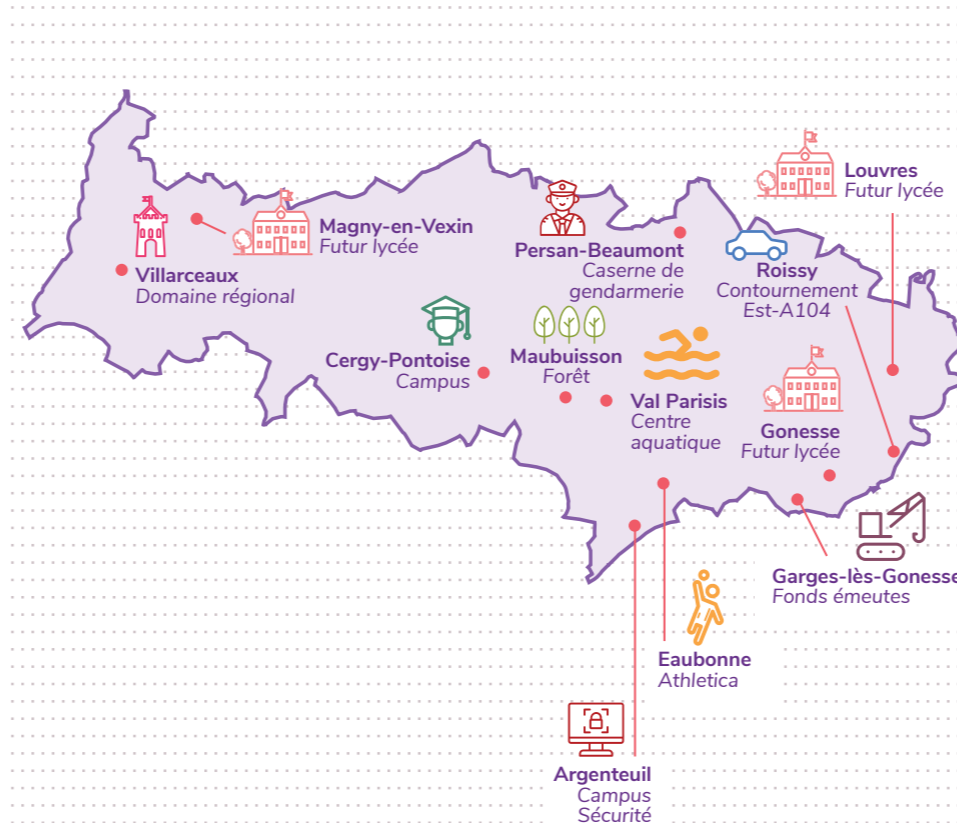 Louvres
Futur lycée
Magny-en-Vexin
Futur lycée
Persan-Beaumont
Caserne de
gendarmerie
Roissy
Contournement
Est-A104
Villarceaux
Domaine régional
Cergy-Pontoise
Campus
Maubuisson
Forêt
Val Parisis
Centre
aquatique
Gonesse
Futur lycée
Garges-lès-Gonesse
Fonds émeutes
Eaubonne
Athletica
Argenteuil
Campus
Sécurité